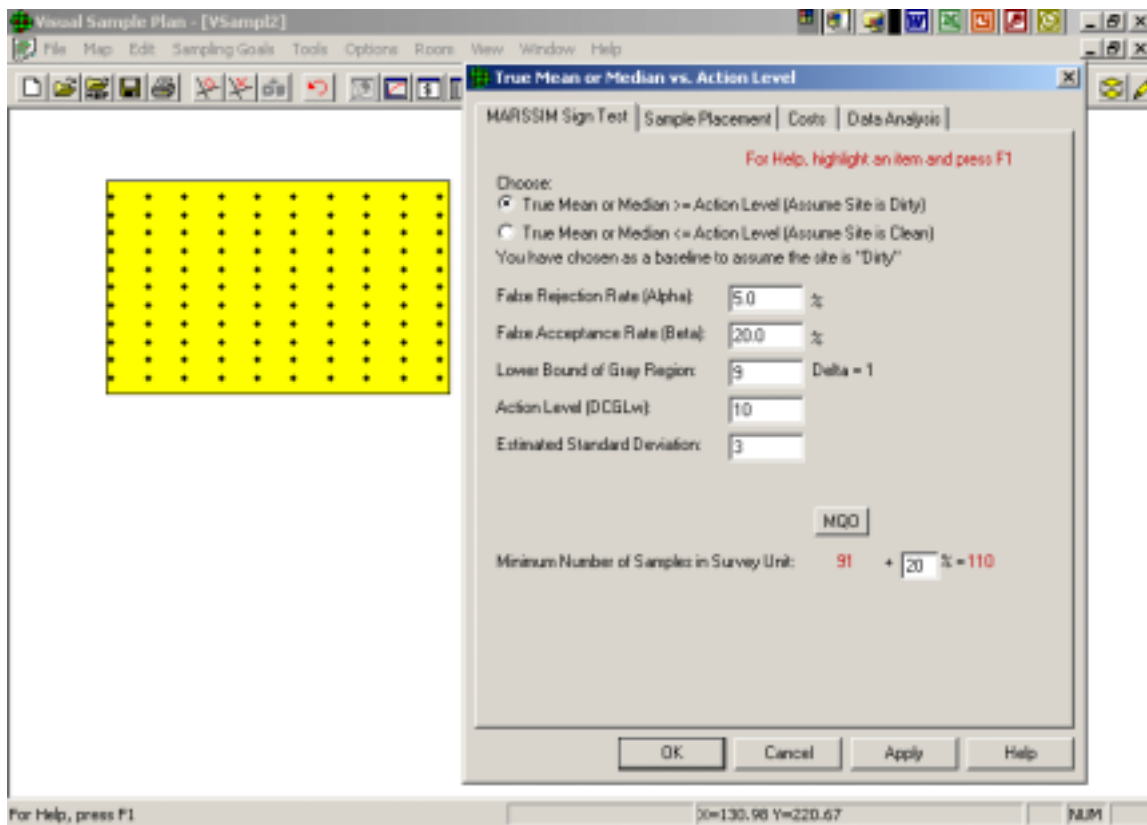 Visual Sample Plan - [VSampl2]
File Map Edit Sampling Goals Tools Options Room View Window Help
True Mean or Median vs. Action Level
MARSSIM Sign Test Sample Placement Costs Data Analysis
For Help, highlight an item and press F1
Choose:
True Mean or Median >= Action Level (Assume Site is Dirty)
True Mean or Median <= Action Level (Assume Site is Clean)
You have chosen as a baseline to assume the site is "Dirty"
False Rejection Rate (Alpha): 5.0 %
False Acceptance Rate (Beta): 20.0 %
Lower Bound of Gray Region: 9 Delta = 1
Action Level (DCGLw): 10
Estimated Standard Deviation: 3
MQO
Minimum Number of Samples in Survey Unit: 91 + 20 % = 110
OK Cancel Apply Help
For Help, press F1 X=130.98 Y=220.67 NUM